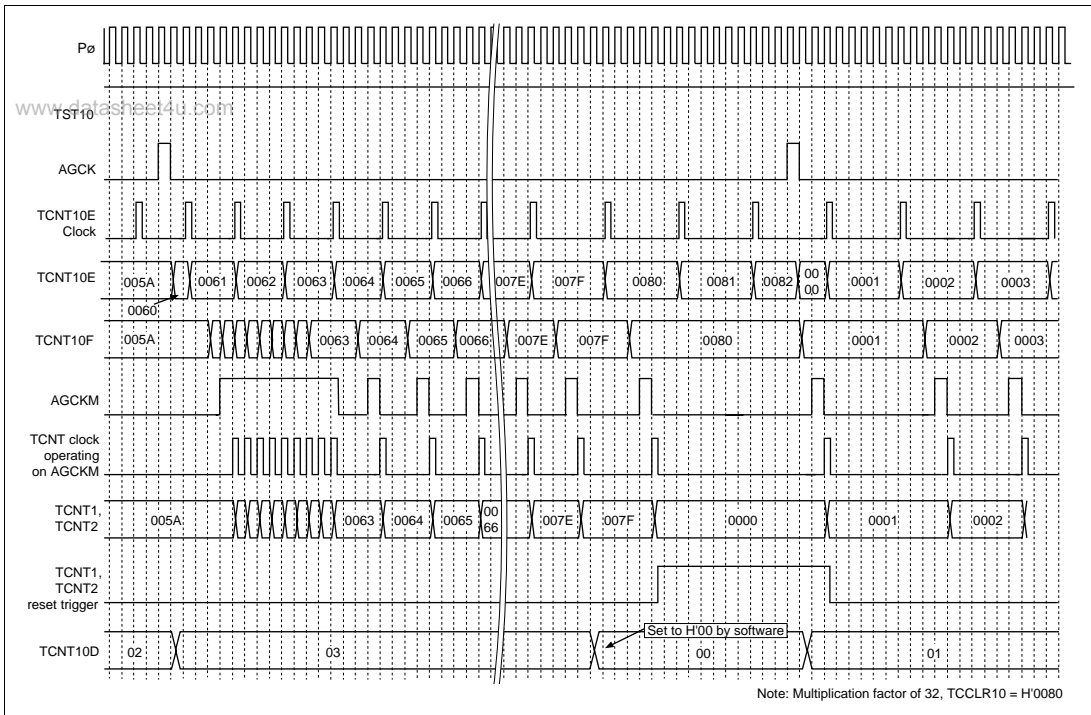 Pø
www.datasheet4u.com
TST10
AGCK
TCNT10E
Clock
TCNT10E
005A 0061 0062 0063 0064 0065 0066 007E 007F 0080 0081 0082 00 00 0001 0002 0003
0060
TCNT10F
005A 0063 0064 0065 0066 007E 007F 0080 0001 0002 0003
AGCKM
TCNT clock
operating
on AGCKM
TCNT1,
TCNT2
005A 0063 0064 0065 00 66 007E 007F 0000 0001 0002
TCNT1,
TCNT2
reset trigger
Set to H'00 by software
TCNT10D
02 03 00 01
Note: Multiplication factor of 32, TCCLR10 = H'0080